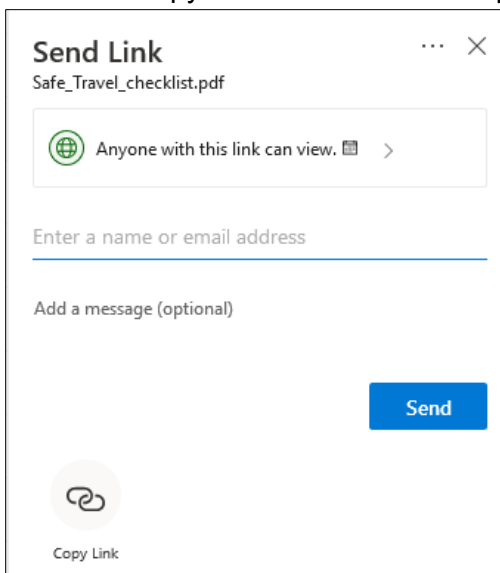 Send Link
Safe_Travel_checklist.pdf
Anyone with this link can view.
Enter a name or email address
Add a message (optional)
Send
Copy Link